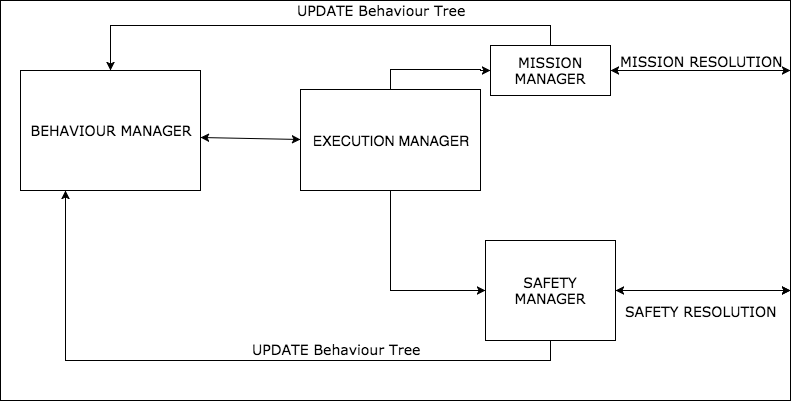 UPDATE Behaviour Tree
MISSION
MANAGER
MISSION RESOLUTION
BEHAVIOUR MANAGER
EXECUTION MANAGER
SAFETY
MANAGER
SAFETY RESOLUTION
UPDATE Behaviour Tree